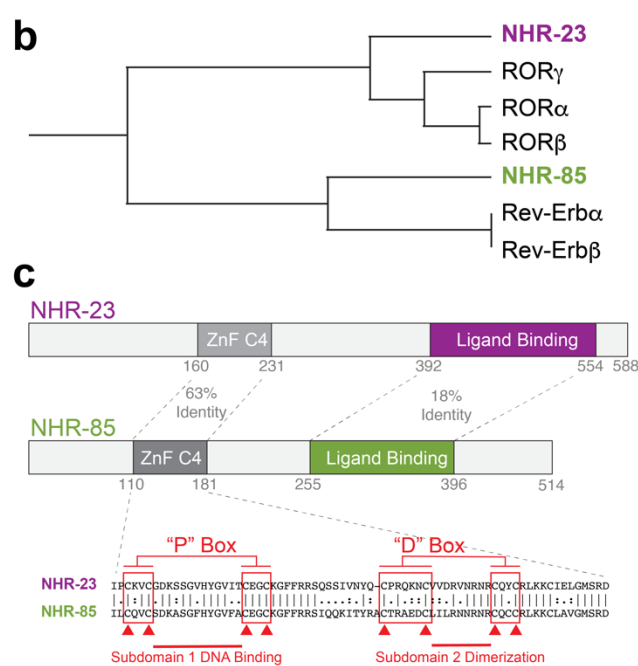 b
NHR-23
RORγ
RORα
RORβ
NHR-85
Rev-Erbα
Rev-Erbβ
c
NHR-23
ZnF C4
Ligand Binding
160 231 392 554 588
63% Identity
18% Identity
NHR-85
ZnF C4
Ligand Binding
110 181 255 396 514
“P” Box “D” Box
NHR-23 IPCKVCGDKSSGVHYGVITCEGCKGFFRRSQSSIVNYQ-CPRQKNCVVDRVNRNRCQYCRLKKCIELGMSRD
NHR-85 ILCQVCSDKASGFHYGVFACEGCKGFFRRSIQQKITYRACTRAEDCLILRNNRNRCQCCRLKKCLAVGMSRD
Subdomain 1 DNA Binding Subdomain 2 Dimerization